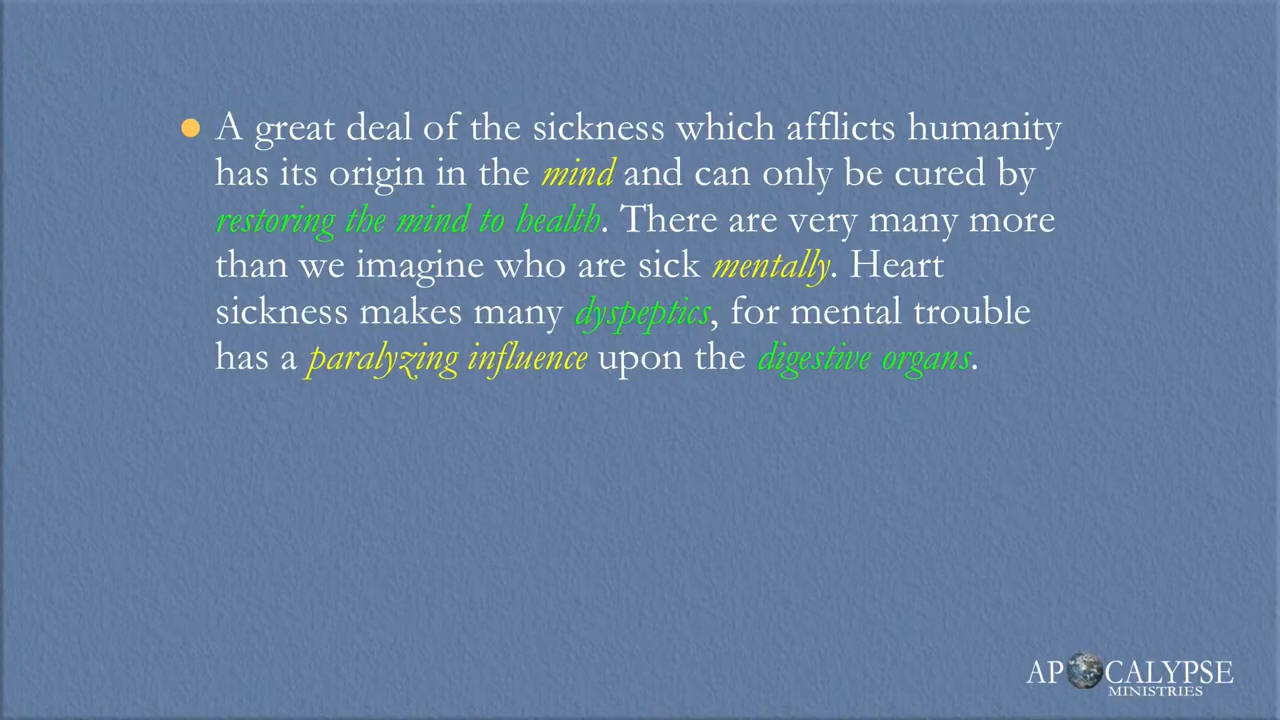 ● A great deal of the sickness which afflicts humanity
has its origin in the mind and can only be cured by
restoring the mind to health. There are very many more
than we imagine who are sick mentally. Heart
sickness makes many dyspeptics, for mental trouble
has a paralyzing influence upon the digestive organs.
APOCALYPSE
MINISTRIES